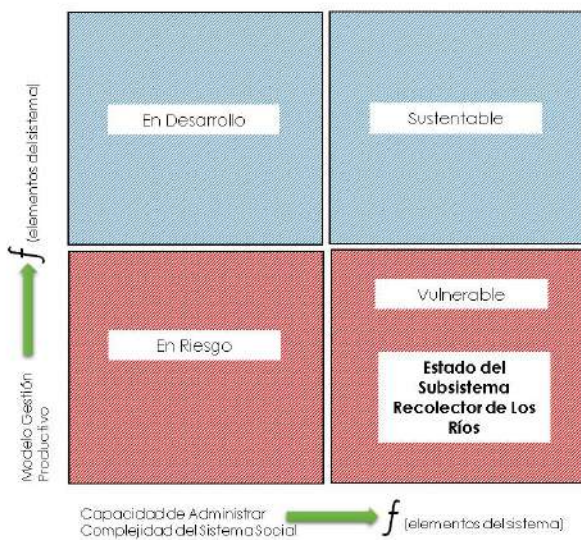 En Desarrollo
Sustentable
f (elementos del sistema)
En Riesgo
Vulnerable
Estado del
Subsistema
Recolector de Los
Ríos
Modelo Gestión
Productivo
Capacidad de Administrar
Complejidad del Sistema Social
f (elementos del sistema)